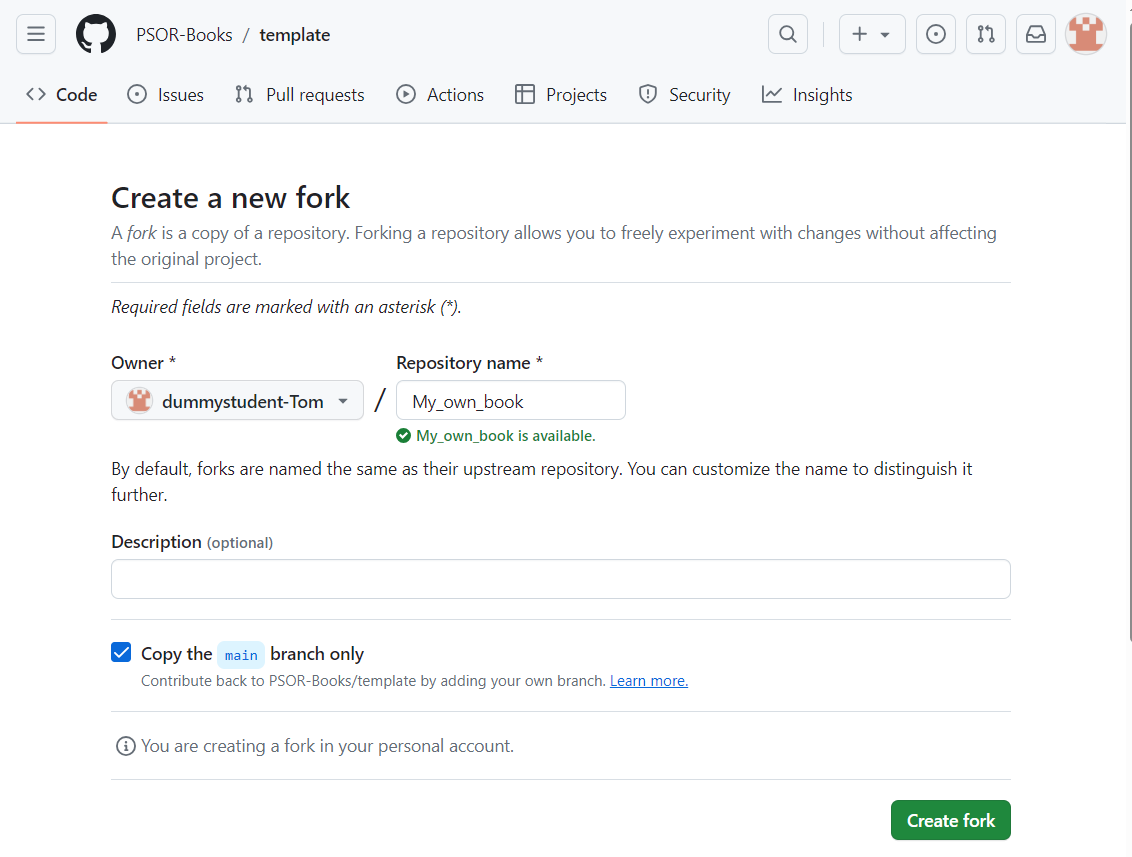 PSOR-Books / template
Code Issues Pull requests Actions Projects Security Insights
Create a new fork
A fork is a copy of a repository. Forking a repository allows you to freely experiment with changes without affecting
the original project.
Required fields are marked with an asterisk (*).
Owner * Repository name *
dummystudent-Tom / My_own_book
My_own_book is available.
By default, forks are named the same as their upstream repository. You can customize the name to distinguish it
further.
Description (optional)
Copy the main branch only
Contribute back to PSOR-Books/template by adding your own branch. Learn more.
You are creating a fork in your personal account.
Create fork